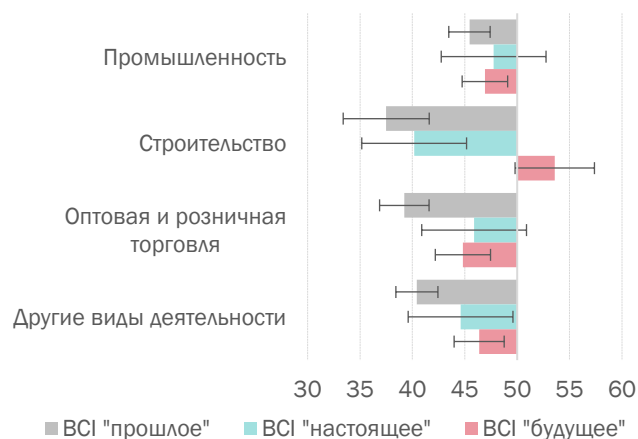 Промышленность
Строительство
Оптовая и розничная
торговля
Другие виды деятельности
30 35 40 45 50 55 60
BCI "прошлое" BCI "настоящее" BCI "будущее"